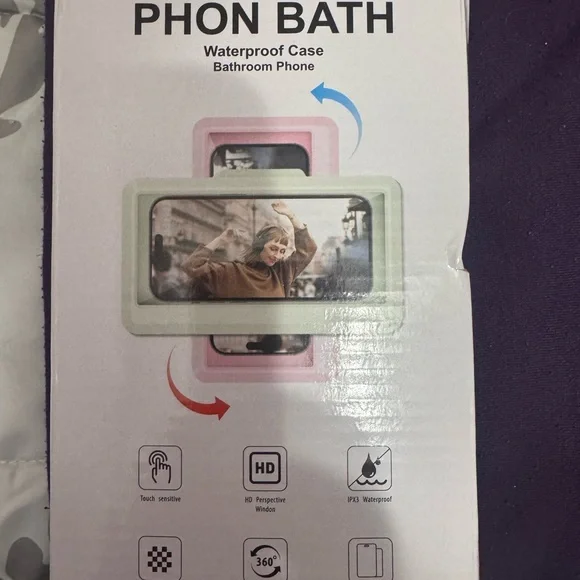 PHON BATH
Waterproof Case
Bathroom Phone
Touch sensitive
HD
HD Perspective
Window
IPX3 Waterproof
360°